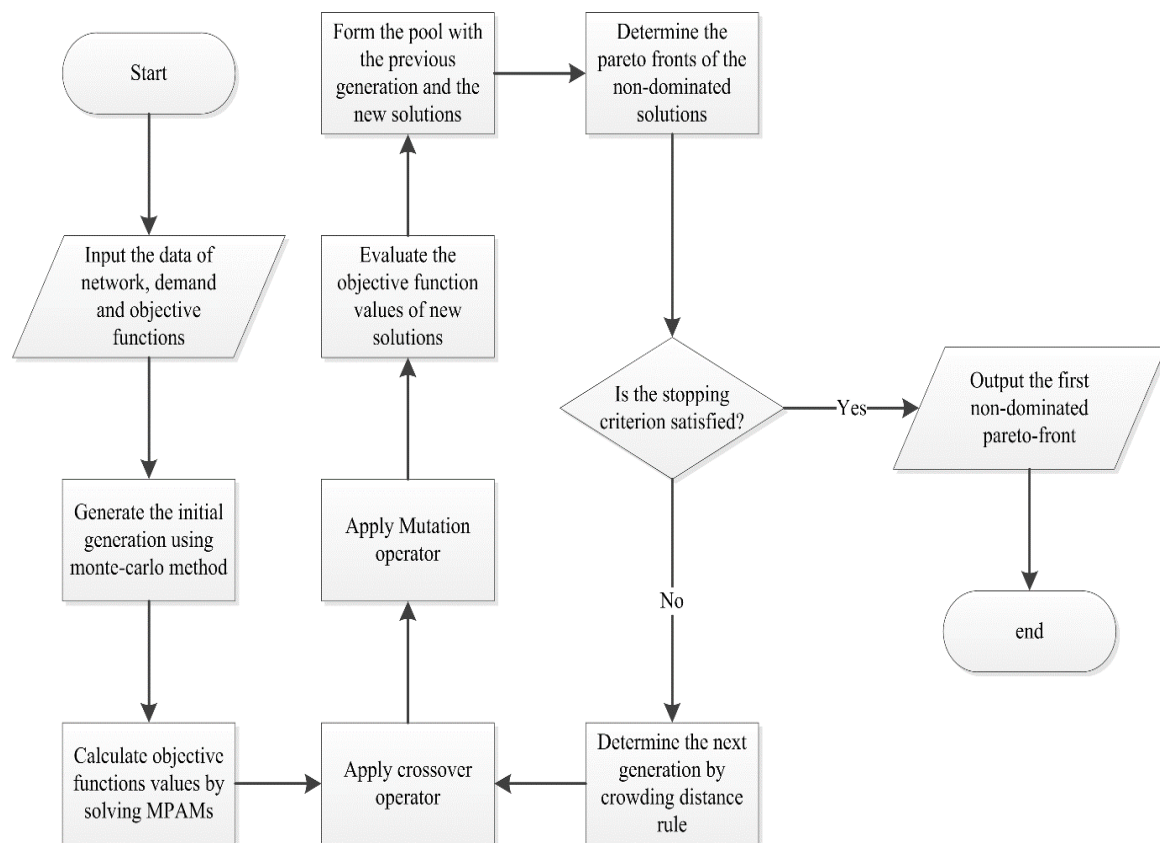 Start
Input the data of
network, demand
and objective
functions
Generate the initial
generation using
monte-carlo method
Calculate objective
functions values by
solving MPAMs
Apply crossover
operator
Apply Mutation
operator
Evaluate the
objective function
values of new
solutions
Form the pool with
the previous
generation and the
new solutions
Determine the
pareto fronts of the
non-dominated
solutions
Is the stopping
criterion satisfied?
Yes
No
Determine the next
generation by
crowding distance
rule
Output the first
non-dominated
pareto-front
end